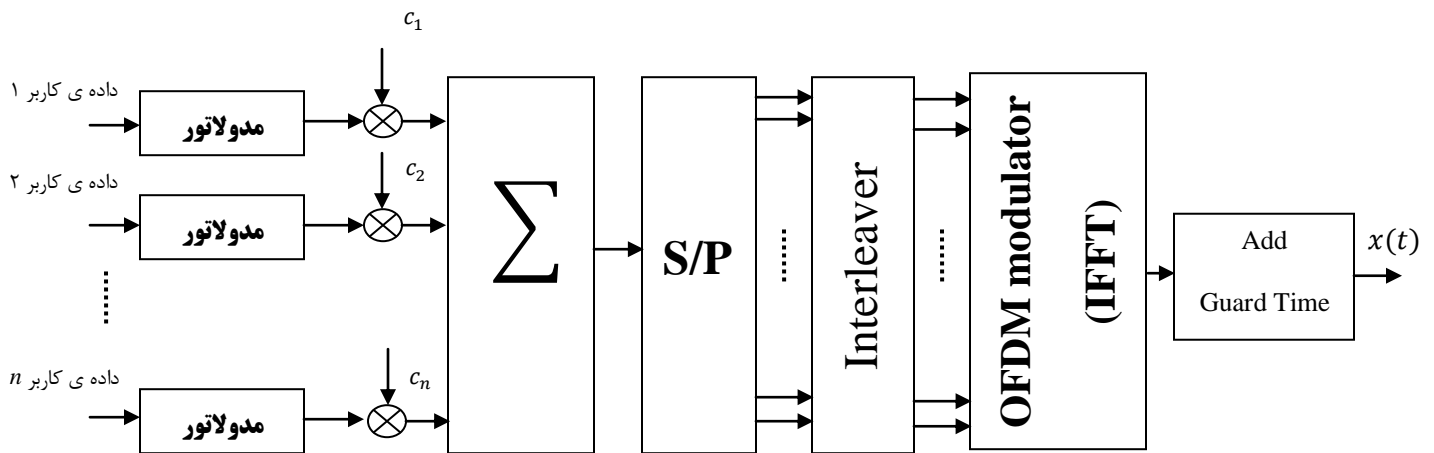 c₁
داده ی کاربر ۱
مدولاتور
c₂
داده ی کاربر ۲
مدولاتور
cₙ
داده ی کاربر n
مدولاتور
∑
S/P
Interleaver
OFDM modulator
(IFFT)
Add
Guard Time
x(t)